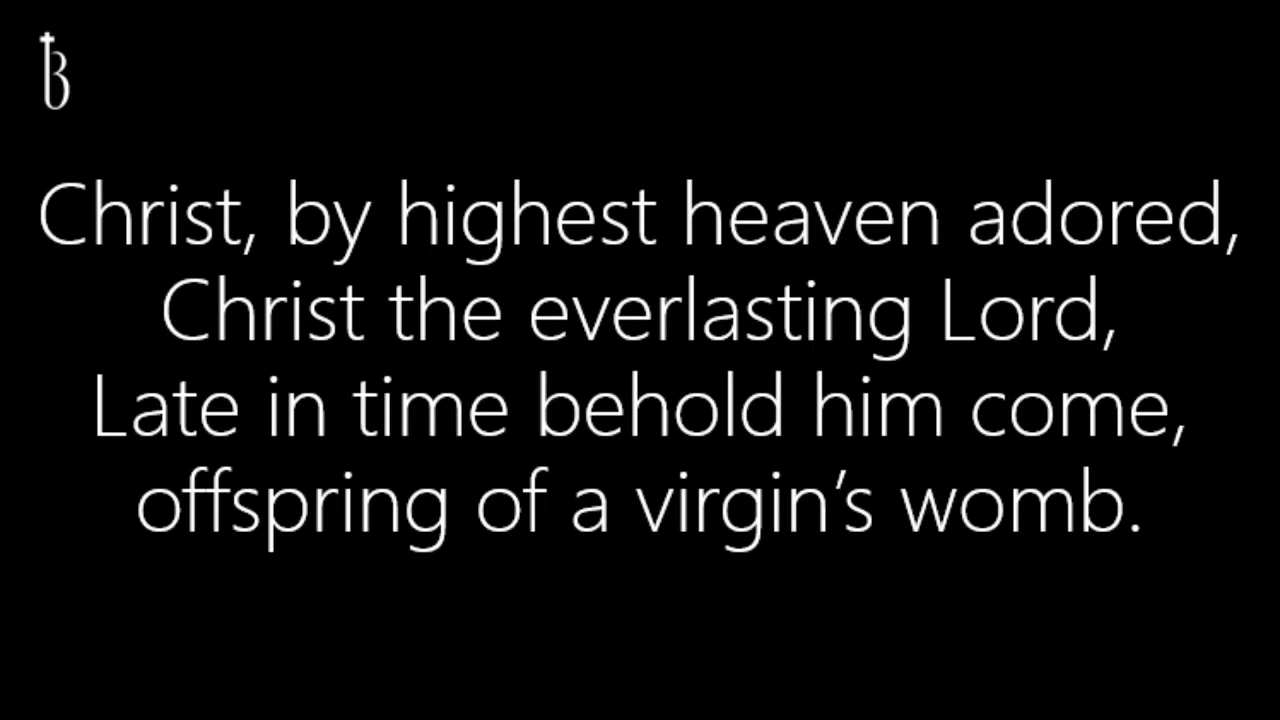 B
Christ, by highest heaven adored,
Christ the everlasting Lord,
Late in time behold him come,
offspring of a virgin’s womb.